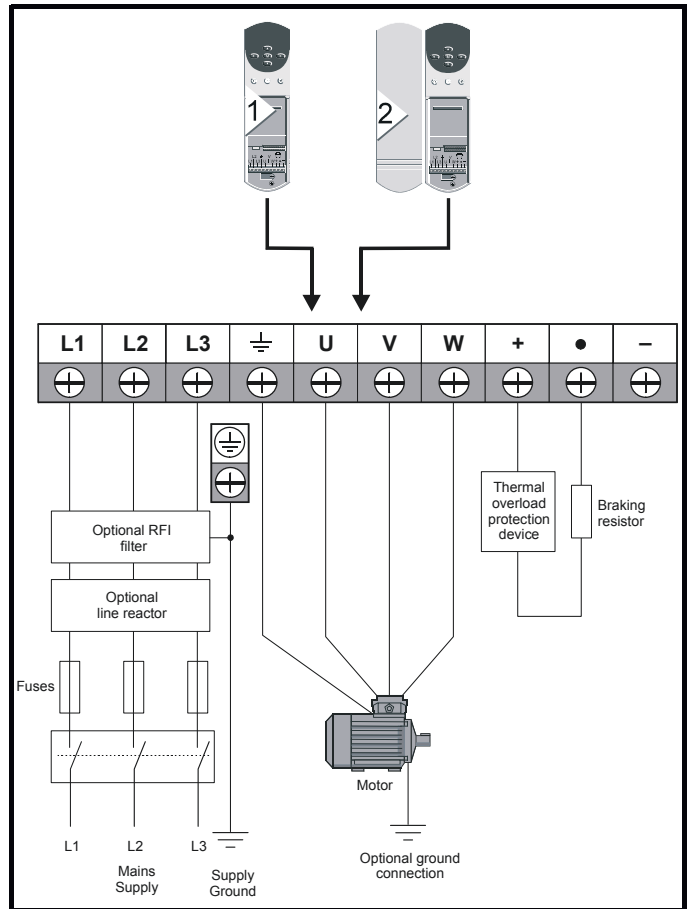 1
2
L1 L2 L3 U V W + ● –
Thermal
overload
protection
device
Braking
resistor
Optional RFI
filter
Optional
line reactor
Fuses
Motor
L1 L2 L3
Mains
Supply
Supply
Ground
Optional ground
connection